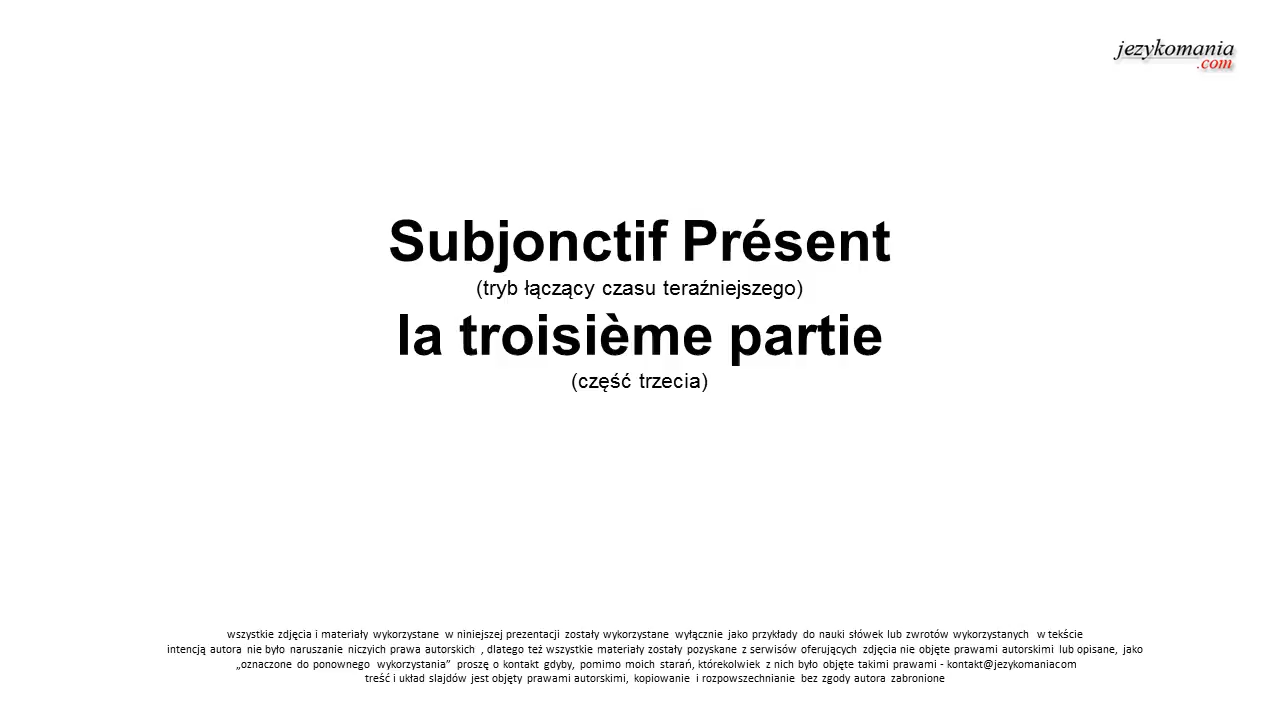 jezykomania
.com
Subjonctif Présent
(tryb łączący czasu teraźniejszego)
la troisième partie
(część trzecia)
wszystkie zdjęcia i materiały wykorzystane w niniejszej prezentacji zostały wykorzystane wyłącznie jako przykłady do nauki słówek lub zwrotów wykorzystanych w tekście
intencją autora nie było naruszanie niczyich prawa autorskich , dlatego też wszystkie materiały zostały pozyskane z serwisów oferujących zdjęcia nie objęte prawami autorskimi lub opisane, jako
„oznaczone do ponownego wykorzystania” proszę o kontakt gdyby, pomimo moich starań, którekolwiek z nich było objęte takimi prawami - kontakt@jezykomaniacom
treść i układ slajdów jest objęty prawami autorskimi, kopiowanie i rozpowszechnianie bez zgody autora zabronione